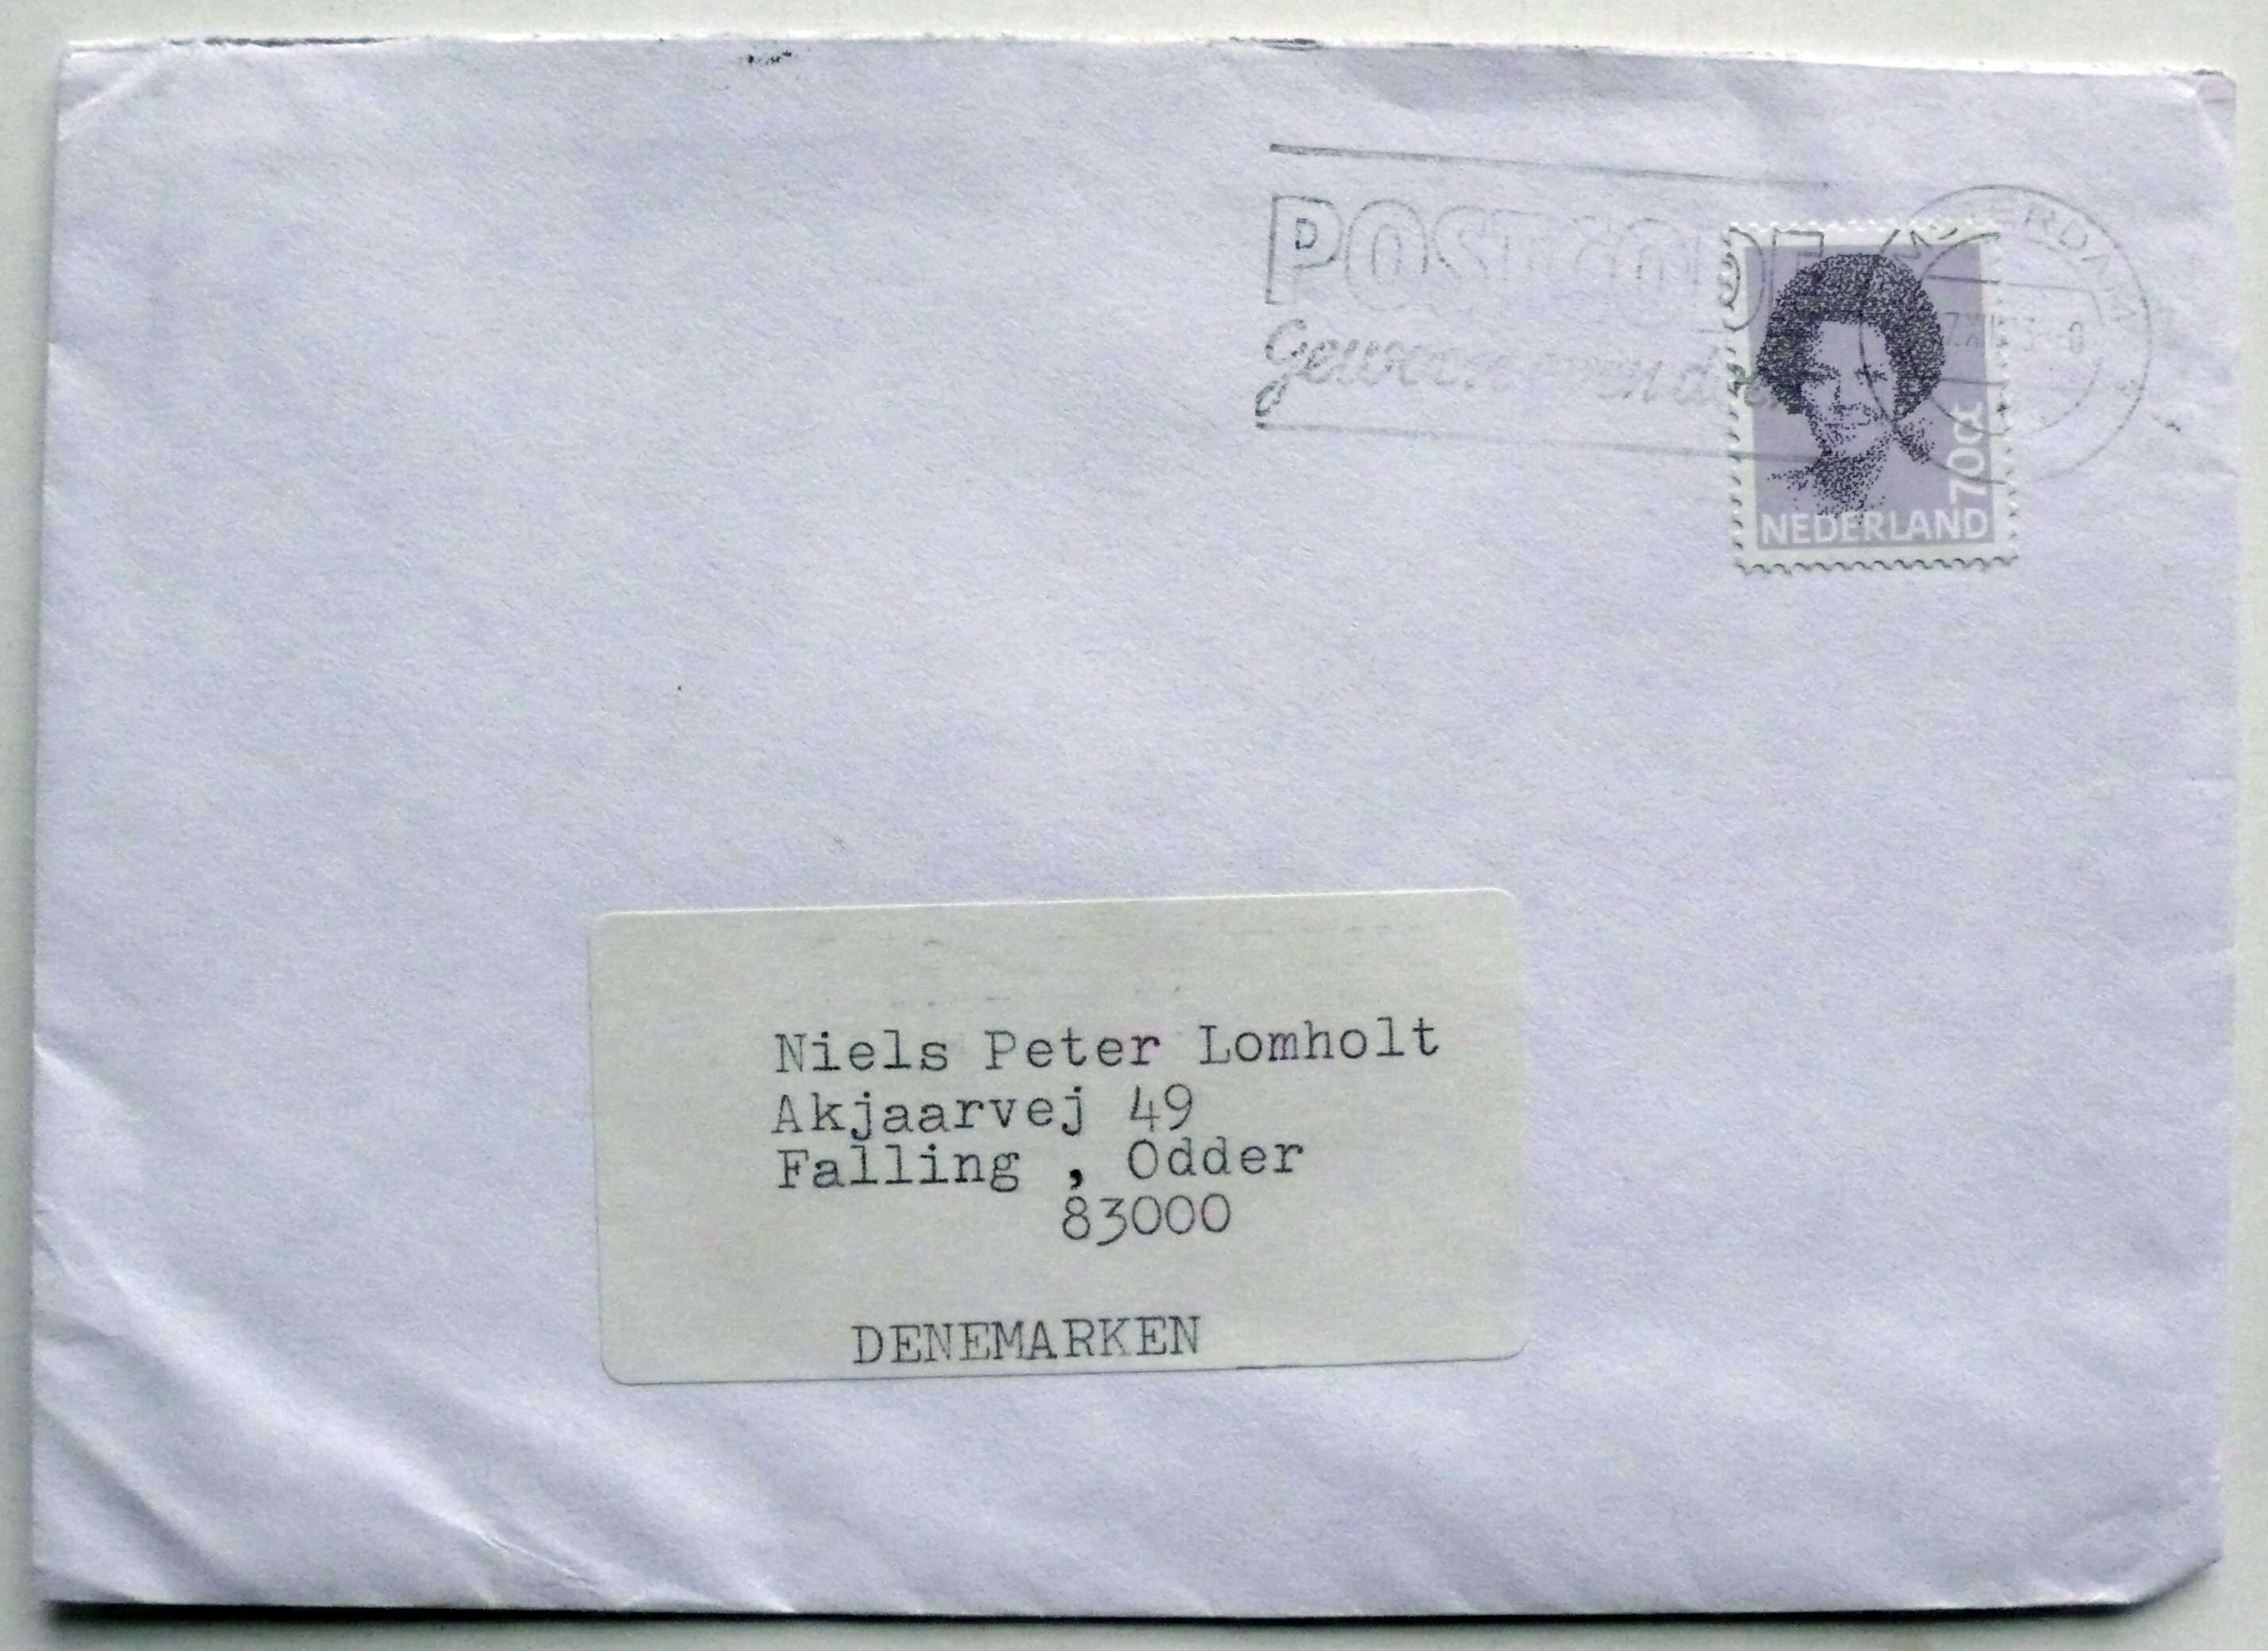 POSTCODE
Gewoon even doen
70c
NEDERLAND
Niels Peter Lomholt
Akjaarvej 49
Falling , Odder
83000
DENEMARKEN